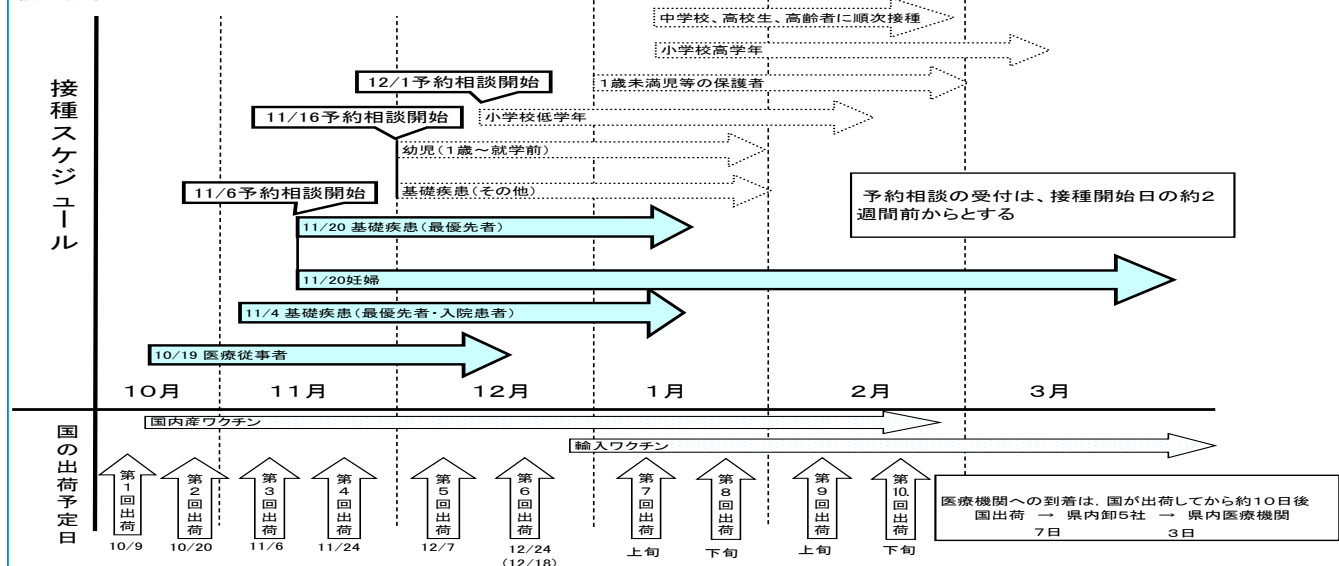 中学校、高校生、高齢者に順次接種
小学校高学年
1歳未満児等の保護者
12/1予約相談開始
小学校低学年
11/16予約相談開始
幼児(1歳～就学前)
基礎疾患(その他)
11/6予約相談開始
予約相談の受付は、接種開始日の約2
週間前からとする
11/20 基礎疾患(最優先者)
11/20妊婦
11/4 基礎疾患(最優先者・入院患者)
10/19 医療従事者
接種スケジュール
10月 11月 12月 1月 2月 3月
国内産ワクチン
輸入ワクチン
国の出荷予定日
第1回出荷
10/9
第2回出荷
10/20
第3回出荷
11/6
第4回出荷
11/24
第5回出荷
12/7
第6回出荷
12/24
(12/18)
第7回出荷
上旬
第8回出荷
下旬
第9回出荷
上旬
第10.回出荷
下旬
医療機関への到着は，国が出荷してから約10日後
国出荷 → 県内卸5社 → 県内医療機関
7日 3日